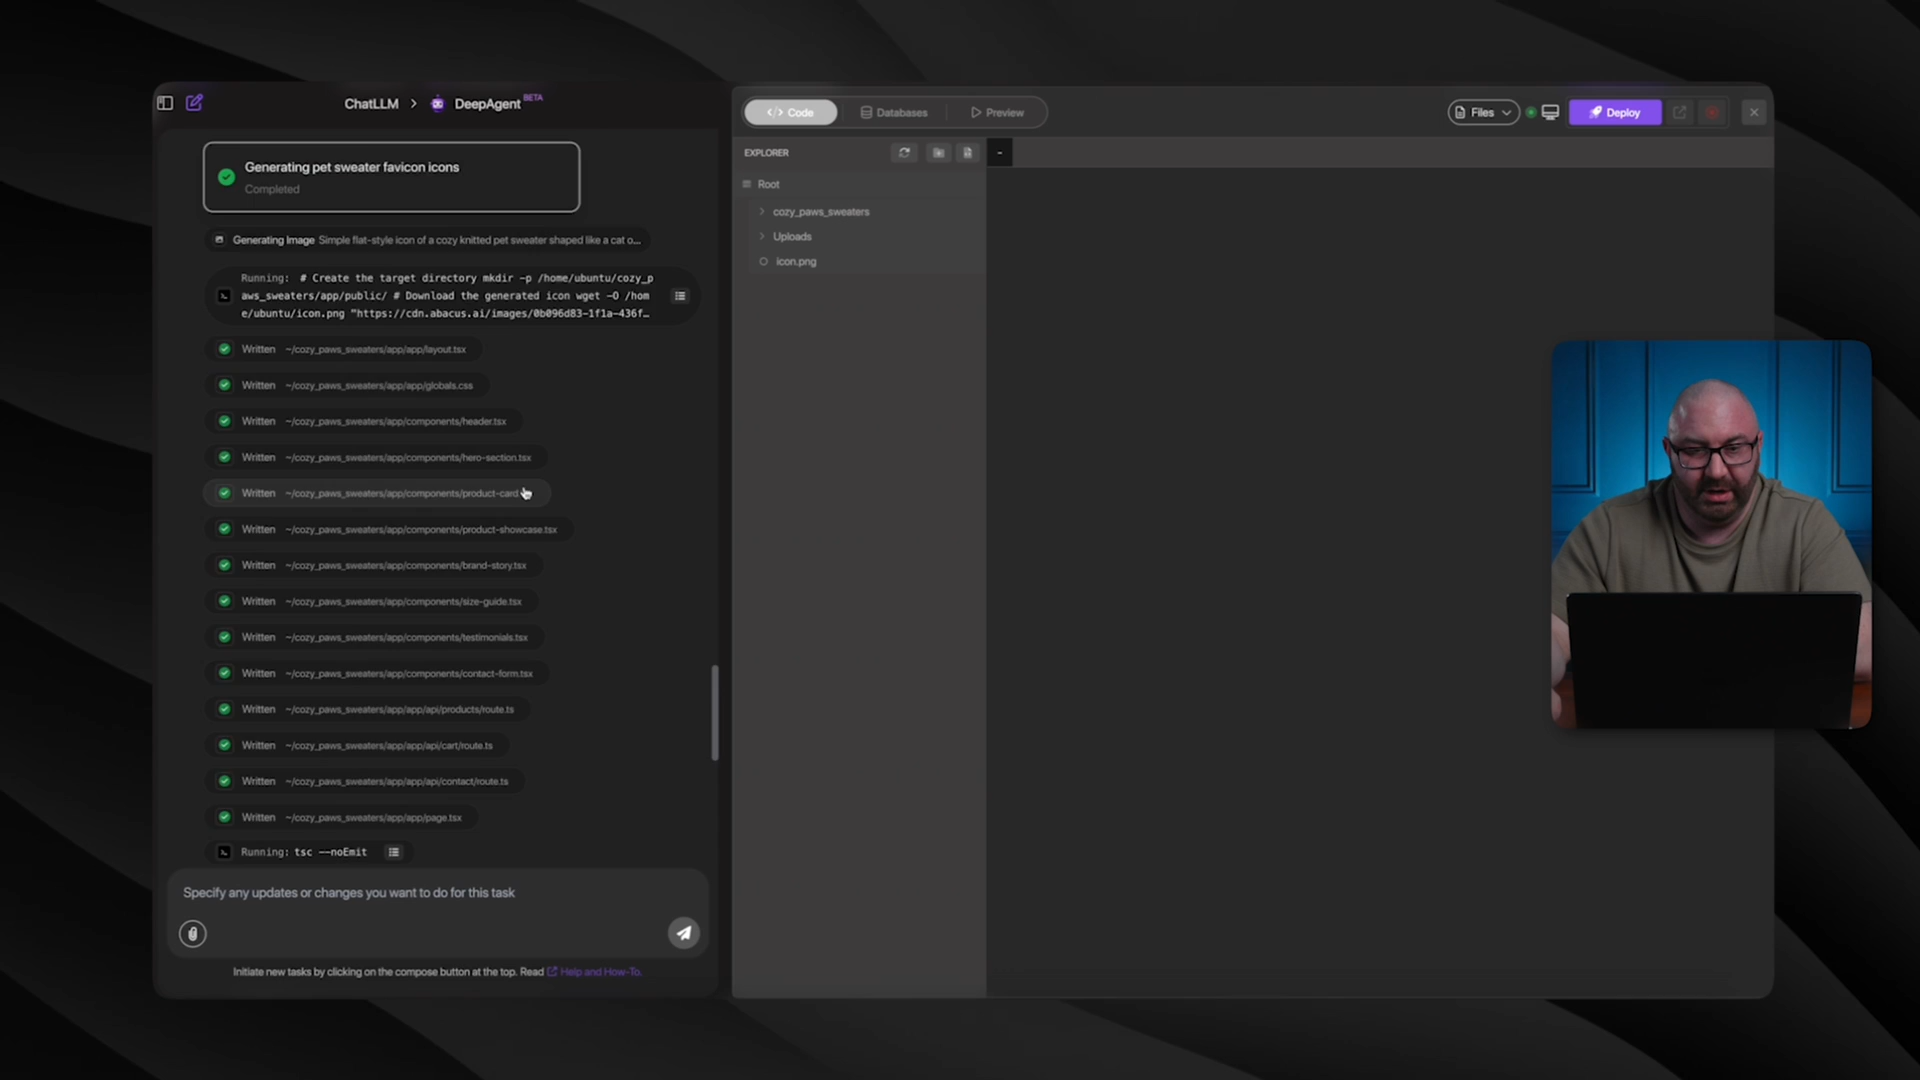 ChatLLM > DeepAgent BETA
Generating pet sweater favicon icons
Completed
Generating Image Simple flat-style icon of a cozy knitted pet sweater shaped like a cat o...
Running: # Create the target directory mkdir -p /home/ubuntu/cozy_p
aws_sweaters/app/public/ # Download the generated icon wget -O /hom
e/ubuntu/icon.png "https://cdn.abacus.ai/images/0b096d83-1f1a-436f…
Written ~/cozy_paws_sweaters/app/app/layout.tsx
Written ~/cozy_paws_sweaters/app/app/globals.css
Written ~/cozy_paws_sweaters/app/components/header.tsx
Written ~/cozy_paws_sweaters/app/components/hero-section.tsx
Written ~/cozy_paws_sweaters/app/components/product-card
Written ~/cozy_paws_sweaters/app/components/product-showcase.tsx
Written ~/cozy_paws_sweaters/app/components/brand-story.tsx
Written ~/cozy_paws_sweaters/app/components/size-guide.tsx
Written ~/cozy_paws_sweaters/app/components/testimonials.tsx
Written ~/cozy_paws_sweaters/app/components/contact-form.tsx
Written ~/cozy_paws_sweaters/app/app/api/products/route.ts
Written ~/cozy_paws_sweaters/app/app/api/cart/route.ts
Written ~/cozy_paws_sweaters/app/app/api/contact/route.ts
Written ~/cozy_paws_sweaters/app/app/page.tsx
Running: tsc --noEmit
Specify any updates or changes you want to do for this task
Initiate new tasks by clicking on the compose button at the top. Read Help and How-To.
</> Code
Databases
Preview
Files
Deploy
EXPLORER
-
Root
cozy_paws_sweaters
Uploads
icon.png